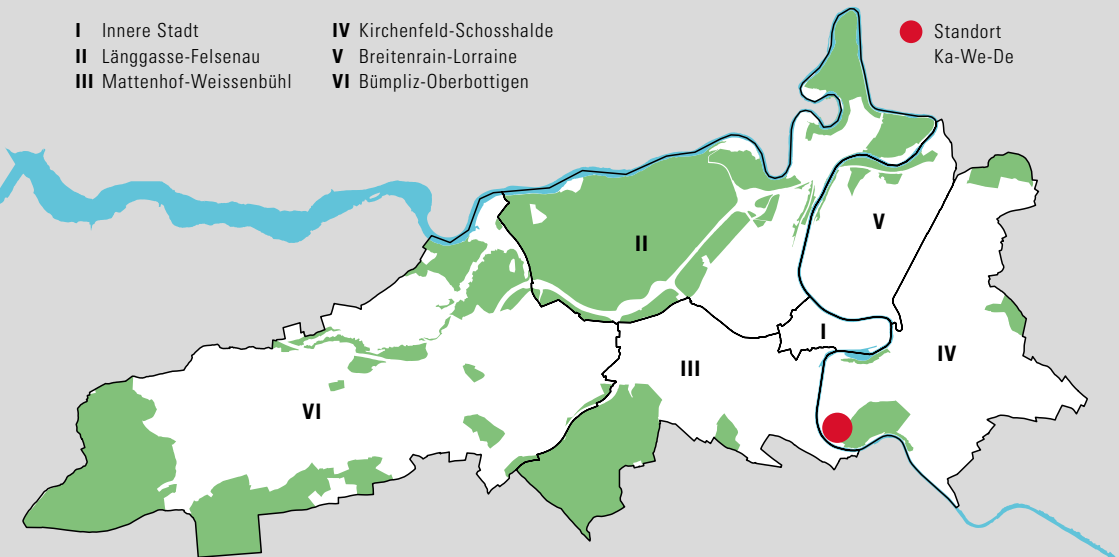 I Innere Stadt
II Länggasse-Felsenau
III Mattenhof-Weissenbühl
IV Kirchenfeld-Schosshalde
V Breitenrain-Lorraine
VI Bümpliz-Oberbottigen
Standort
Ka-We-De
II
V
I
IV
III
VI